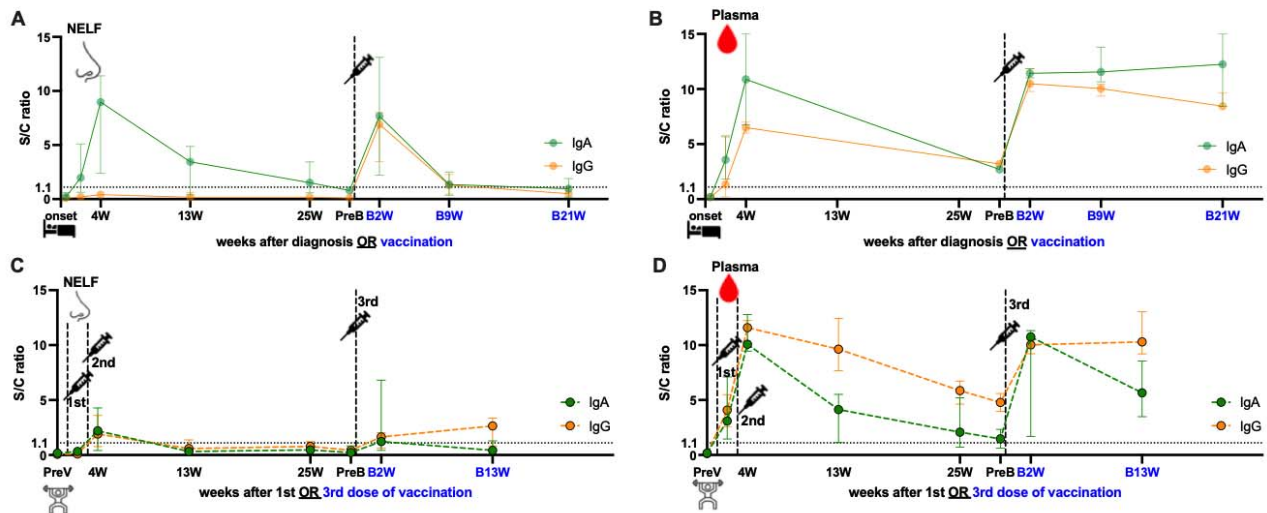 A
NELF
15
10
5
1.1
0
S/C ratio
IgA
IgG
onset 4W 13W 25W PreB B2W B9W B21W
weeks after diagnosis OR vaccination
B
Plasma
15
10
5
1.1
0
S/C ratio
IgA
IgG
onset 4W 13W 25W PreB B2W B9W B21W
weeks after diagnosis OR vaccination
C
NELF
15
10
5
1.1
0
S/C ratio
1st
2nd
3rd
IgA
IgG
PreV 4W 13W 25W PreB B2W B13W
weeks after 1st OR 3rd dose of vaccination
D
Plasma
15
10
5
1.1
0
S/C ratio
1st
2nd
3rd
IgA
IgG
PreV 4W 13W 25W PreB B2W B13W
weeks after 1st OR 3rd dose of vaccination